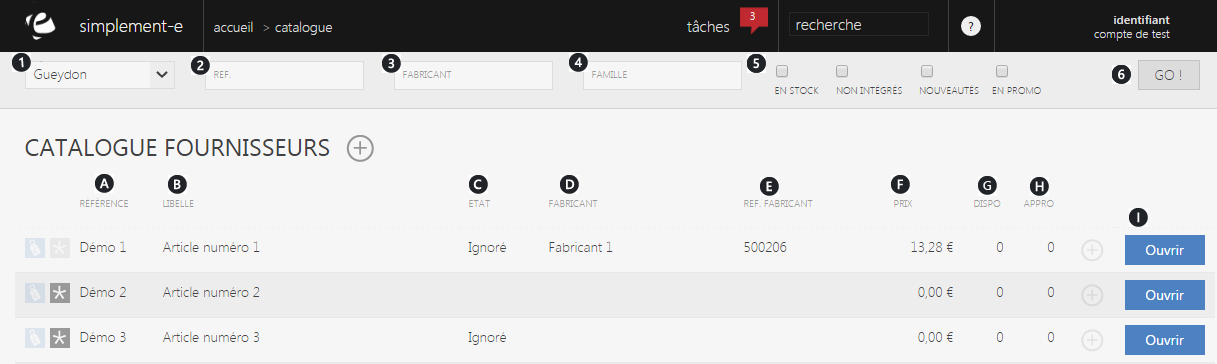 simplement-e
accueil > catalogue
tâches 3
recherche
?
identifiant
compte de test
1 Gueydon
2 REF.
3 FABRICANT
4 FAMILLE
5 EN STOCK NON INTÉGRÉS NOUVEAUTÉS EN PROMO
6 GO !
CATALOGUE FOURNISSEURS
A B C D E F G H I
RÉFÉRENCE LIBELLE ETAT FABRICANT REF. FABRICANT PRIX DISPO APPRO
Démo 1 Article numéro 1 Ignoré Fabricant 1 500206 13,28 € 0 0 Ouvrir
Démo 2 Article numéro 2 0,00 € 0 0 Ouvrir
Démo 3 Article numéro 3 Ignoré 0,00 € 0 0 Ouvrir